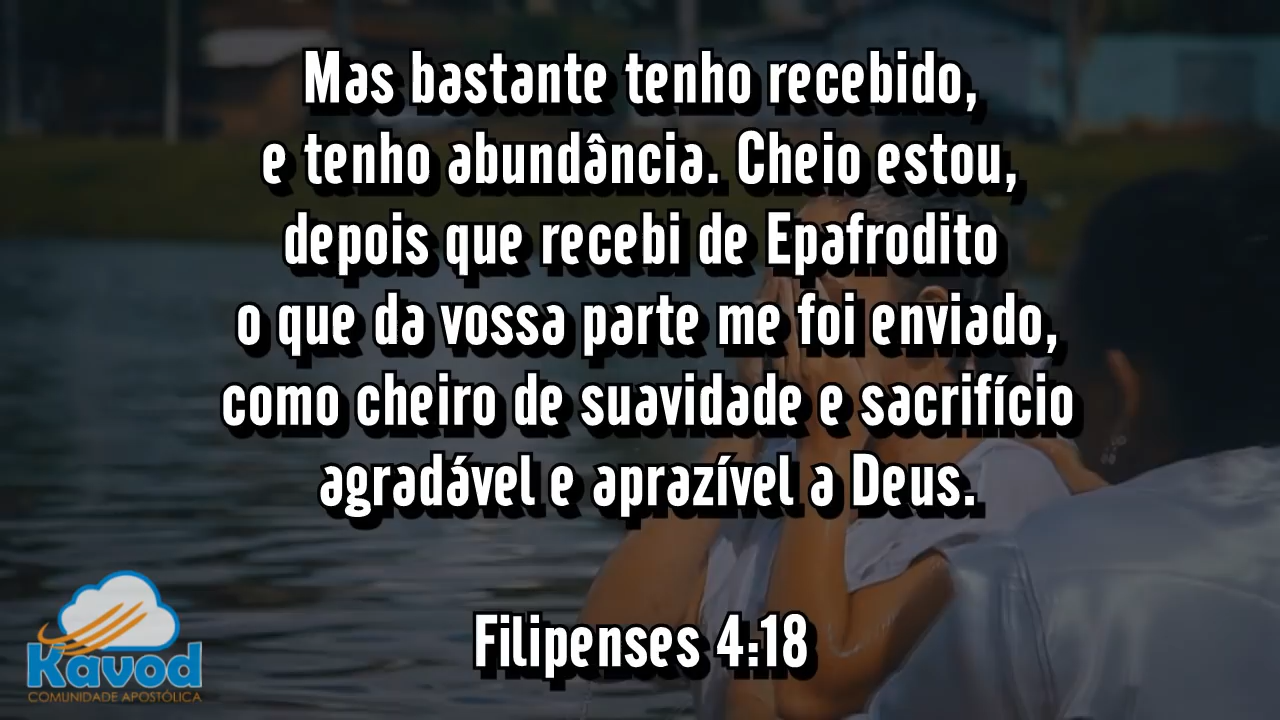 Mas bastante tenho recebido,
e tenho abundância. Cheio estou,
depois que recebi de Epafrodito
o que da vossa parte me foi enviado,
como cheiro de suavidade e sacrifício
agradável e aprazível a Deus.
Filipenses 4:18
Kavod
COMUNIDADE APOSTÓLICA